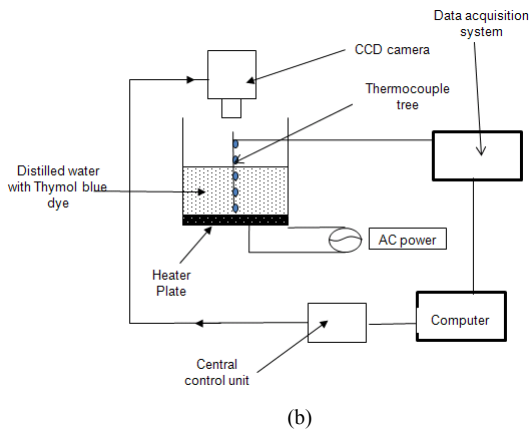 Data acquisition
system
CCD camera
Thermocouple
tree
Distilled water
with Thymol blue
dye
AC power
Heater
Plate
Computer
Central
control unit
(b)